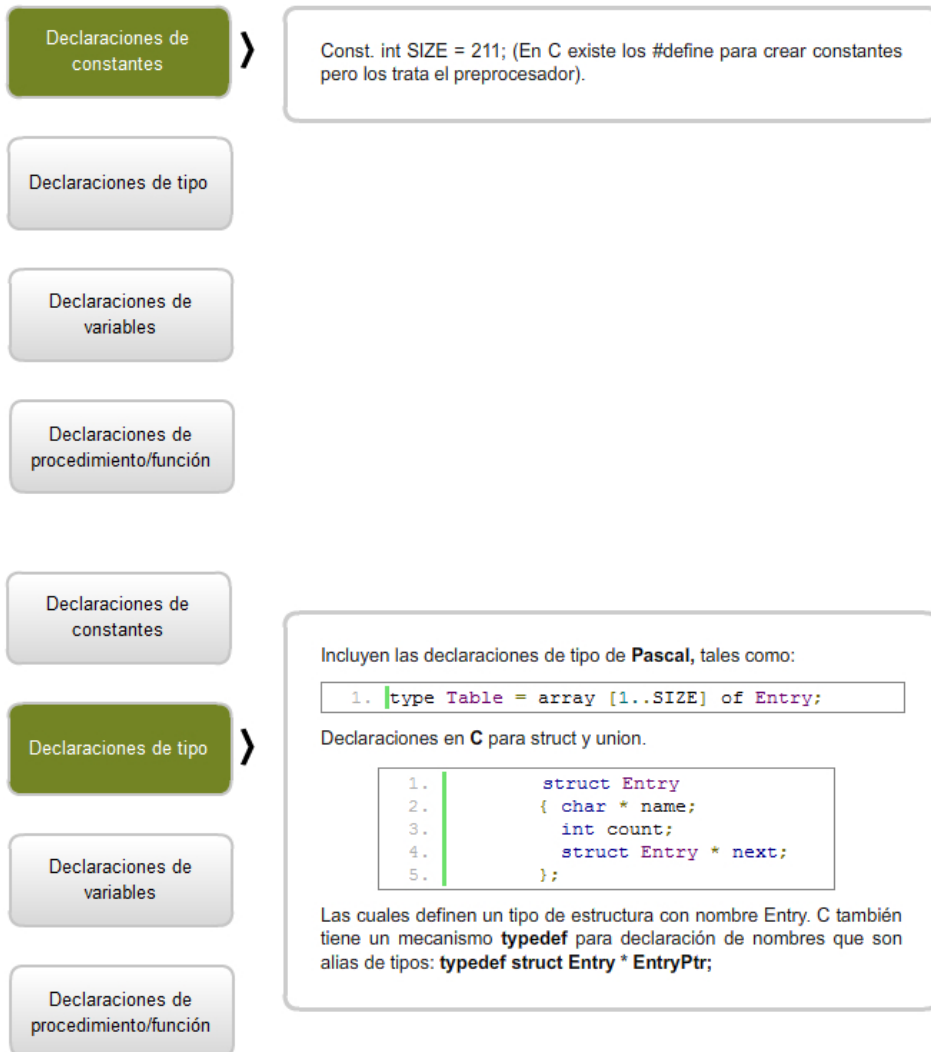 Declaraciones de
constantes
Const. int SIZE = 211; (En C existe los #define para crear constantes
pero los trata el preprocesador).
Declaraciones de tipo
Declaraciones de
variables
Declaraciones de
procedimiento/función
Declaraciones de
constantes
Declaraciones de tipo
Declaraciones de
variables
Declaraciones de
procedimiento/función
Incluyen las declaraciones de tipo de Pascal, tales como:
1. type Table = array [1..SIZE] of Entry;
Declaraciones en C para struct y union.
1. struct Entry
2. { char * name;
3. int count;
4. struct Entry * next;
5. };
Las cuales definen un tipo de estructura con nombre Entry. C también
tiene un mecanismo typedef para declaración de nombres que son
alias de tipos: typedef struct Entry * EntryPtr;